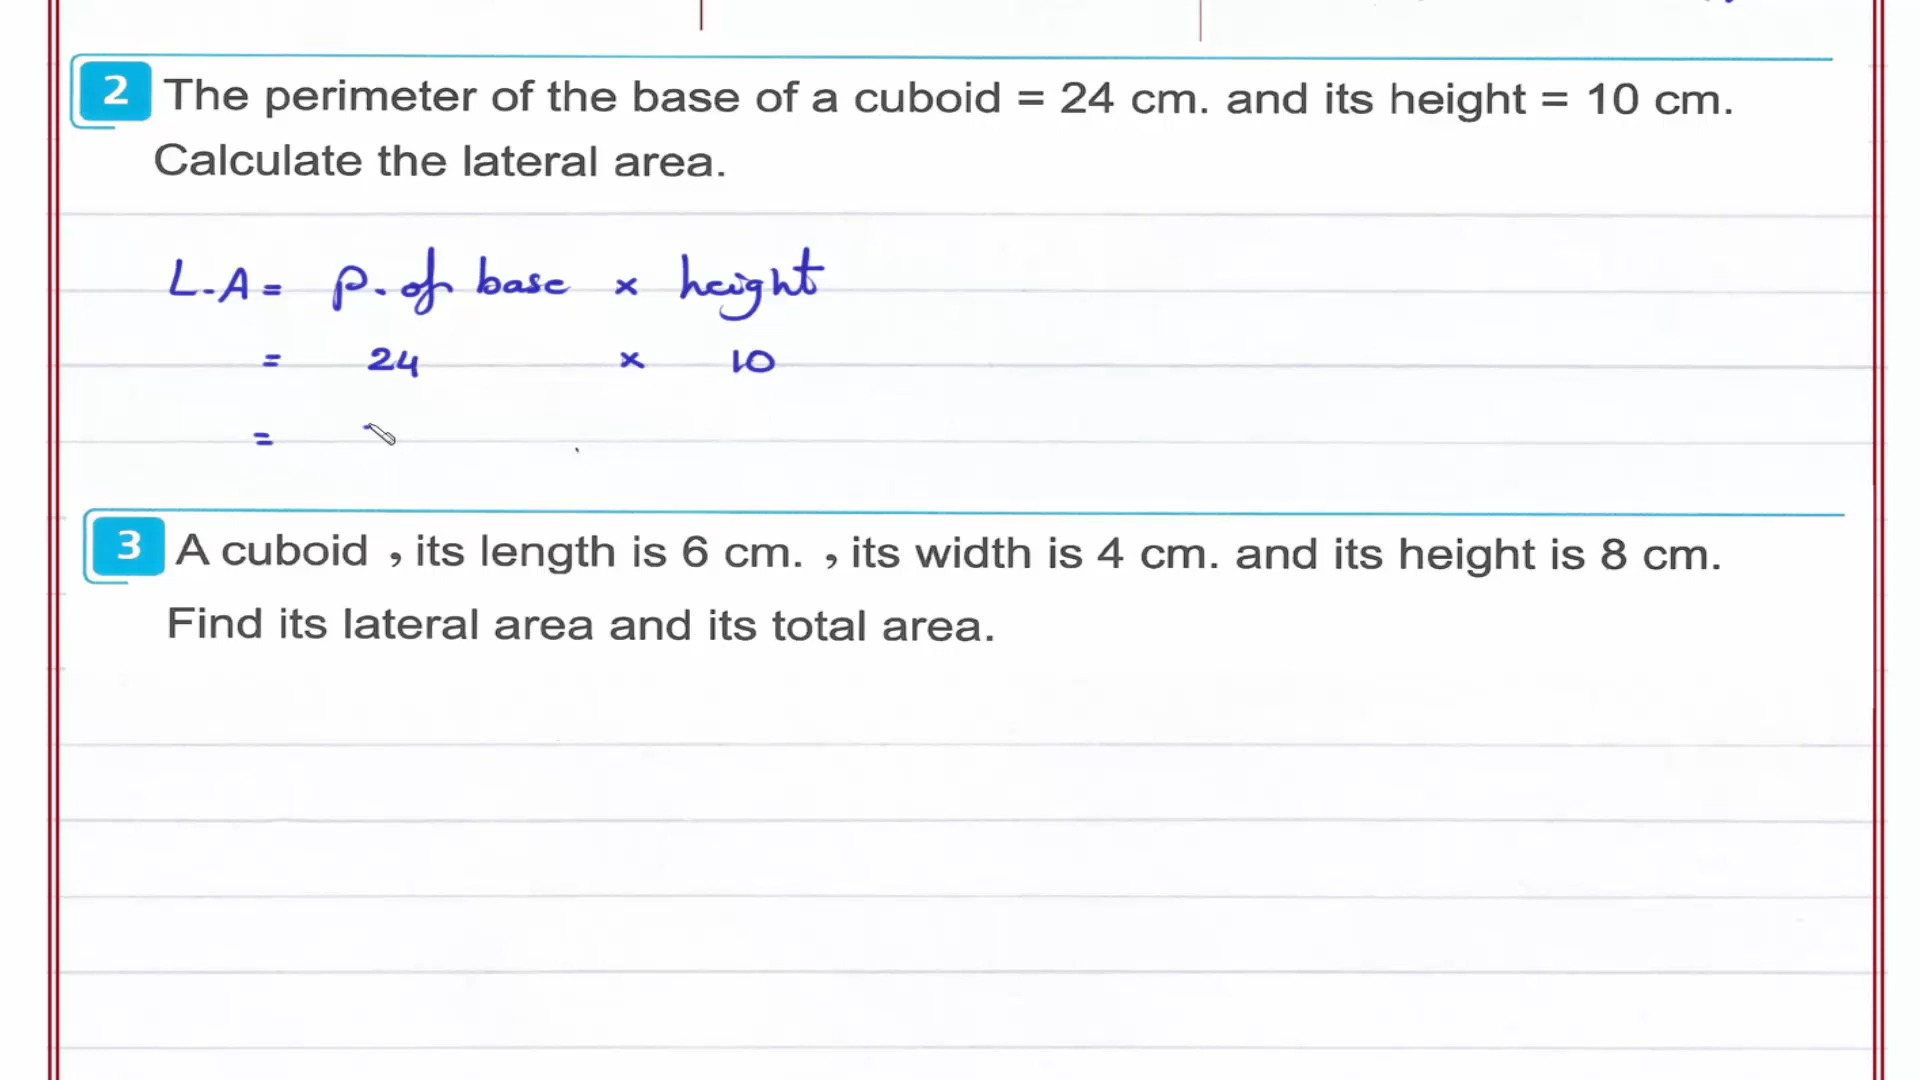 2 The perimeter of the base of a cuboid = 24 cm. and its height = 10 cm.
Calculate the lateral area.
L.A = P. of base × height
= 24 × 10
=
3 A cuboid , its length is 6 cm. , its width is 4 cm. and its height is 8 cm.
Find its lateral area and its total area.